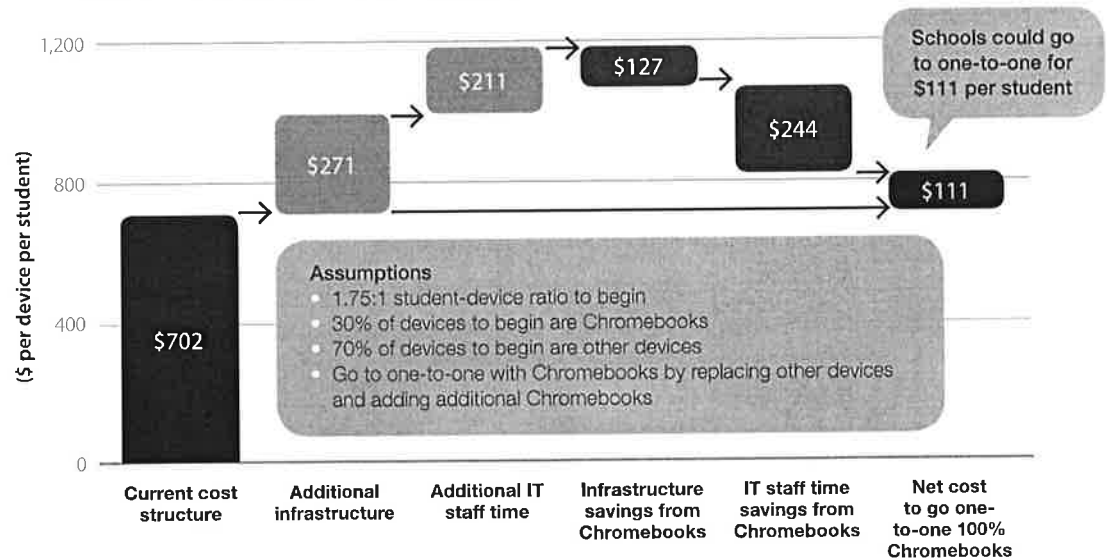 ($ per device per student)
1,200
800
400
0
$702
$271
$211
$127
$244
$111
Schools could go
to one-to-one for
$111 per student
Assumptions
• 1.75:1 student-device ratio to begin
• 30% of devices to begin are Chromebooks
• 70% of devices to begin are other devices
• Go to one-to-one with Chromebooks by replacing other devices
and adding additional Chromebooks
Current cost
structure
Additional
infrastructure
Additional IT
staff time
Infrastructure
savings from
Chromebooks
IT staff time
savings from
Chromebooks
Net cost
to go one-
to-one 100%
Chromebooks